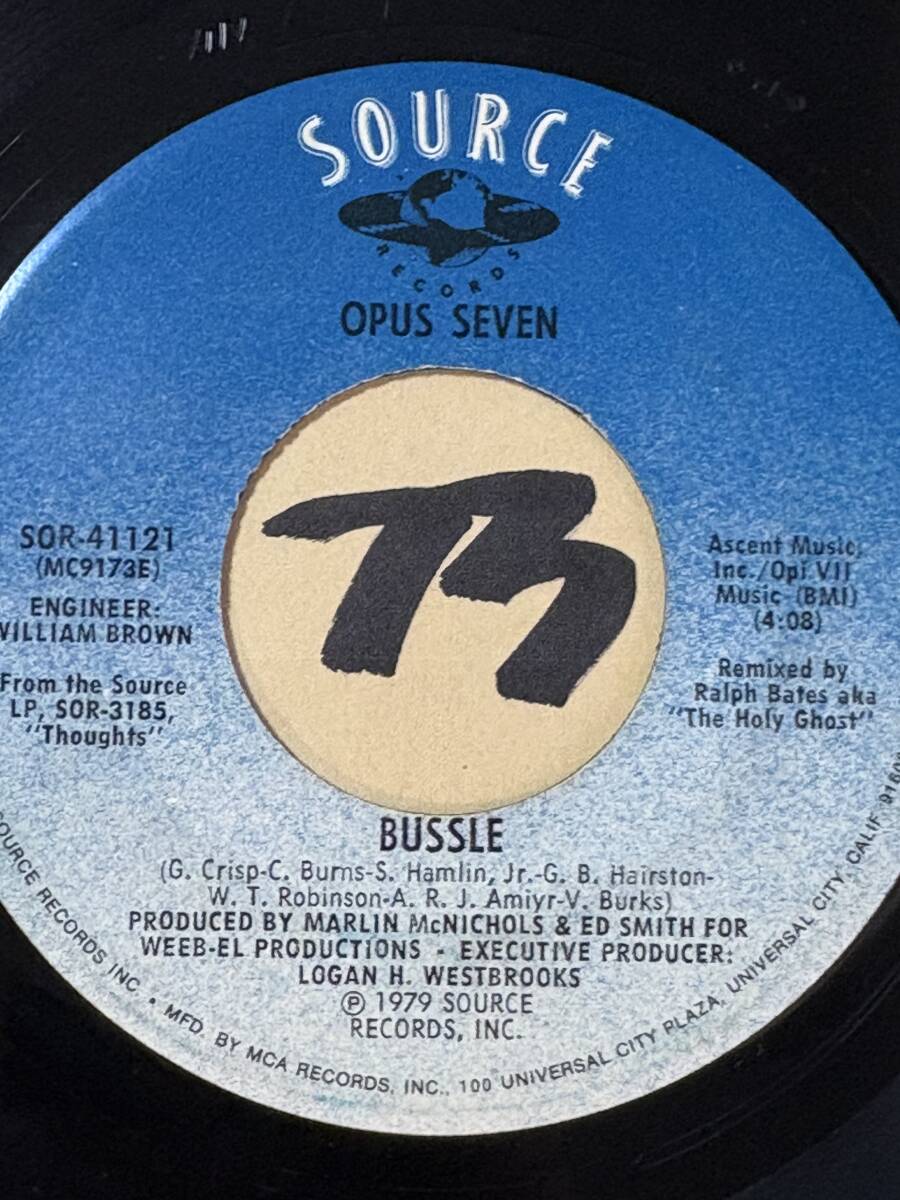 SOURCE
RECORDS
OPUS SEVEN
SOR-41121
(MC9173E)
ENGINEER:
WILLIAM BROWN
From the Source
LP, SOR-3185,
"Thoughts"
Ascent Music,
Inc./Opi VII
Music (BMI)
(4:08)
Remixed by
Ralph Bates aka
"The Holy Ghost"
BUSSLE
(G. Crisp-C. Burns-S. Hamlin, Jr.-G. B. Hairston-
W. T. Robinson-A. R. J. Amiyr-V. Burks)
PRODUCED BY MARLIN McNICHOLS & ED SMITH FOR
WEEB-EL PRODUCTIONS - EXECUTIVE PRODUCER:
LOGAN H. WESTBROOKS
℗ 1979 SOURCE
RECORDS, INC.
SOURCE RECORDS INC. • MFD. BY MCA RECORDS, INC., 100 UNIVERSAL CITY PLAZA, UNIVERSAL CITY, CALIF.